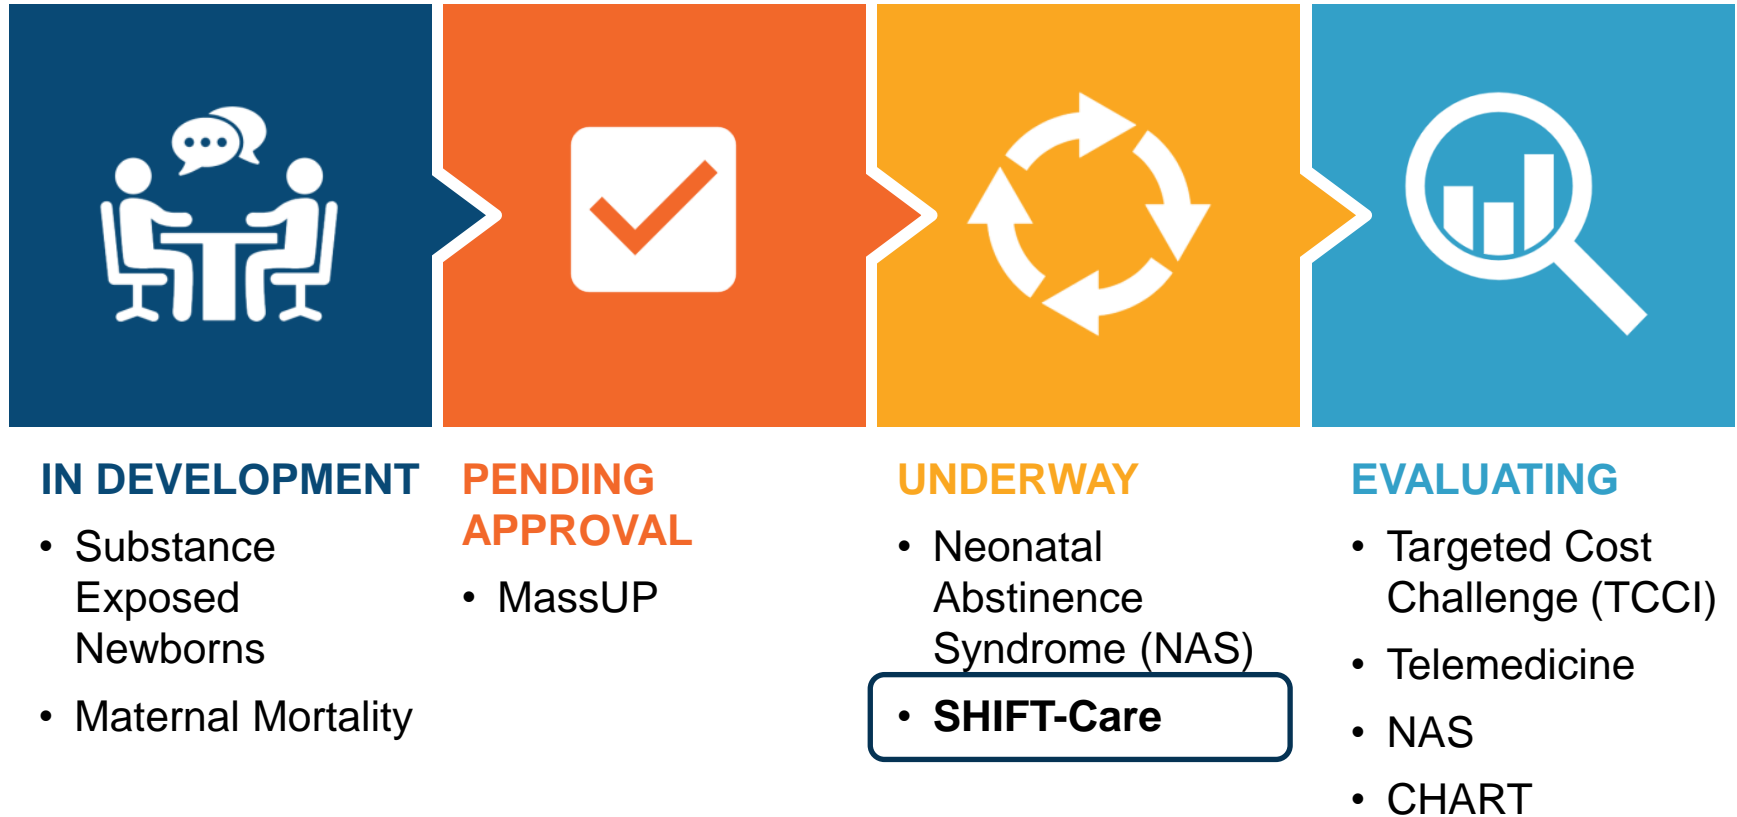 IN DEVELOPMENT
• Substance
Exposed
Newborns
• Maternal Mortality
PENDING
APPROVAL
• MassUP
UNDERWAY
• Neonatal
Abstinence
Syndrome (NAS)
• SHIFT-Care
EVALUATING
• Targeted Cost
Challenge (TCCI)
• Telemedicine
• NAS
• CHART